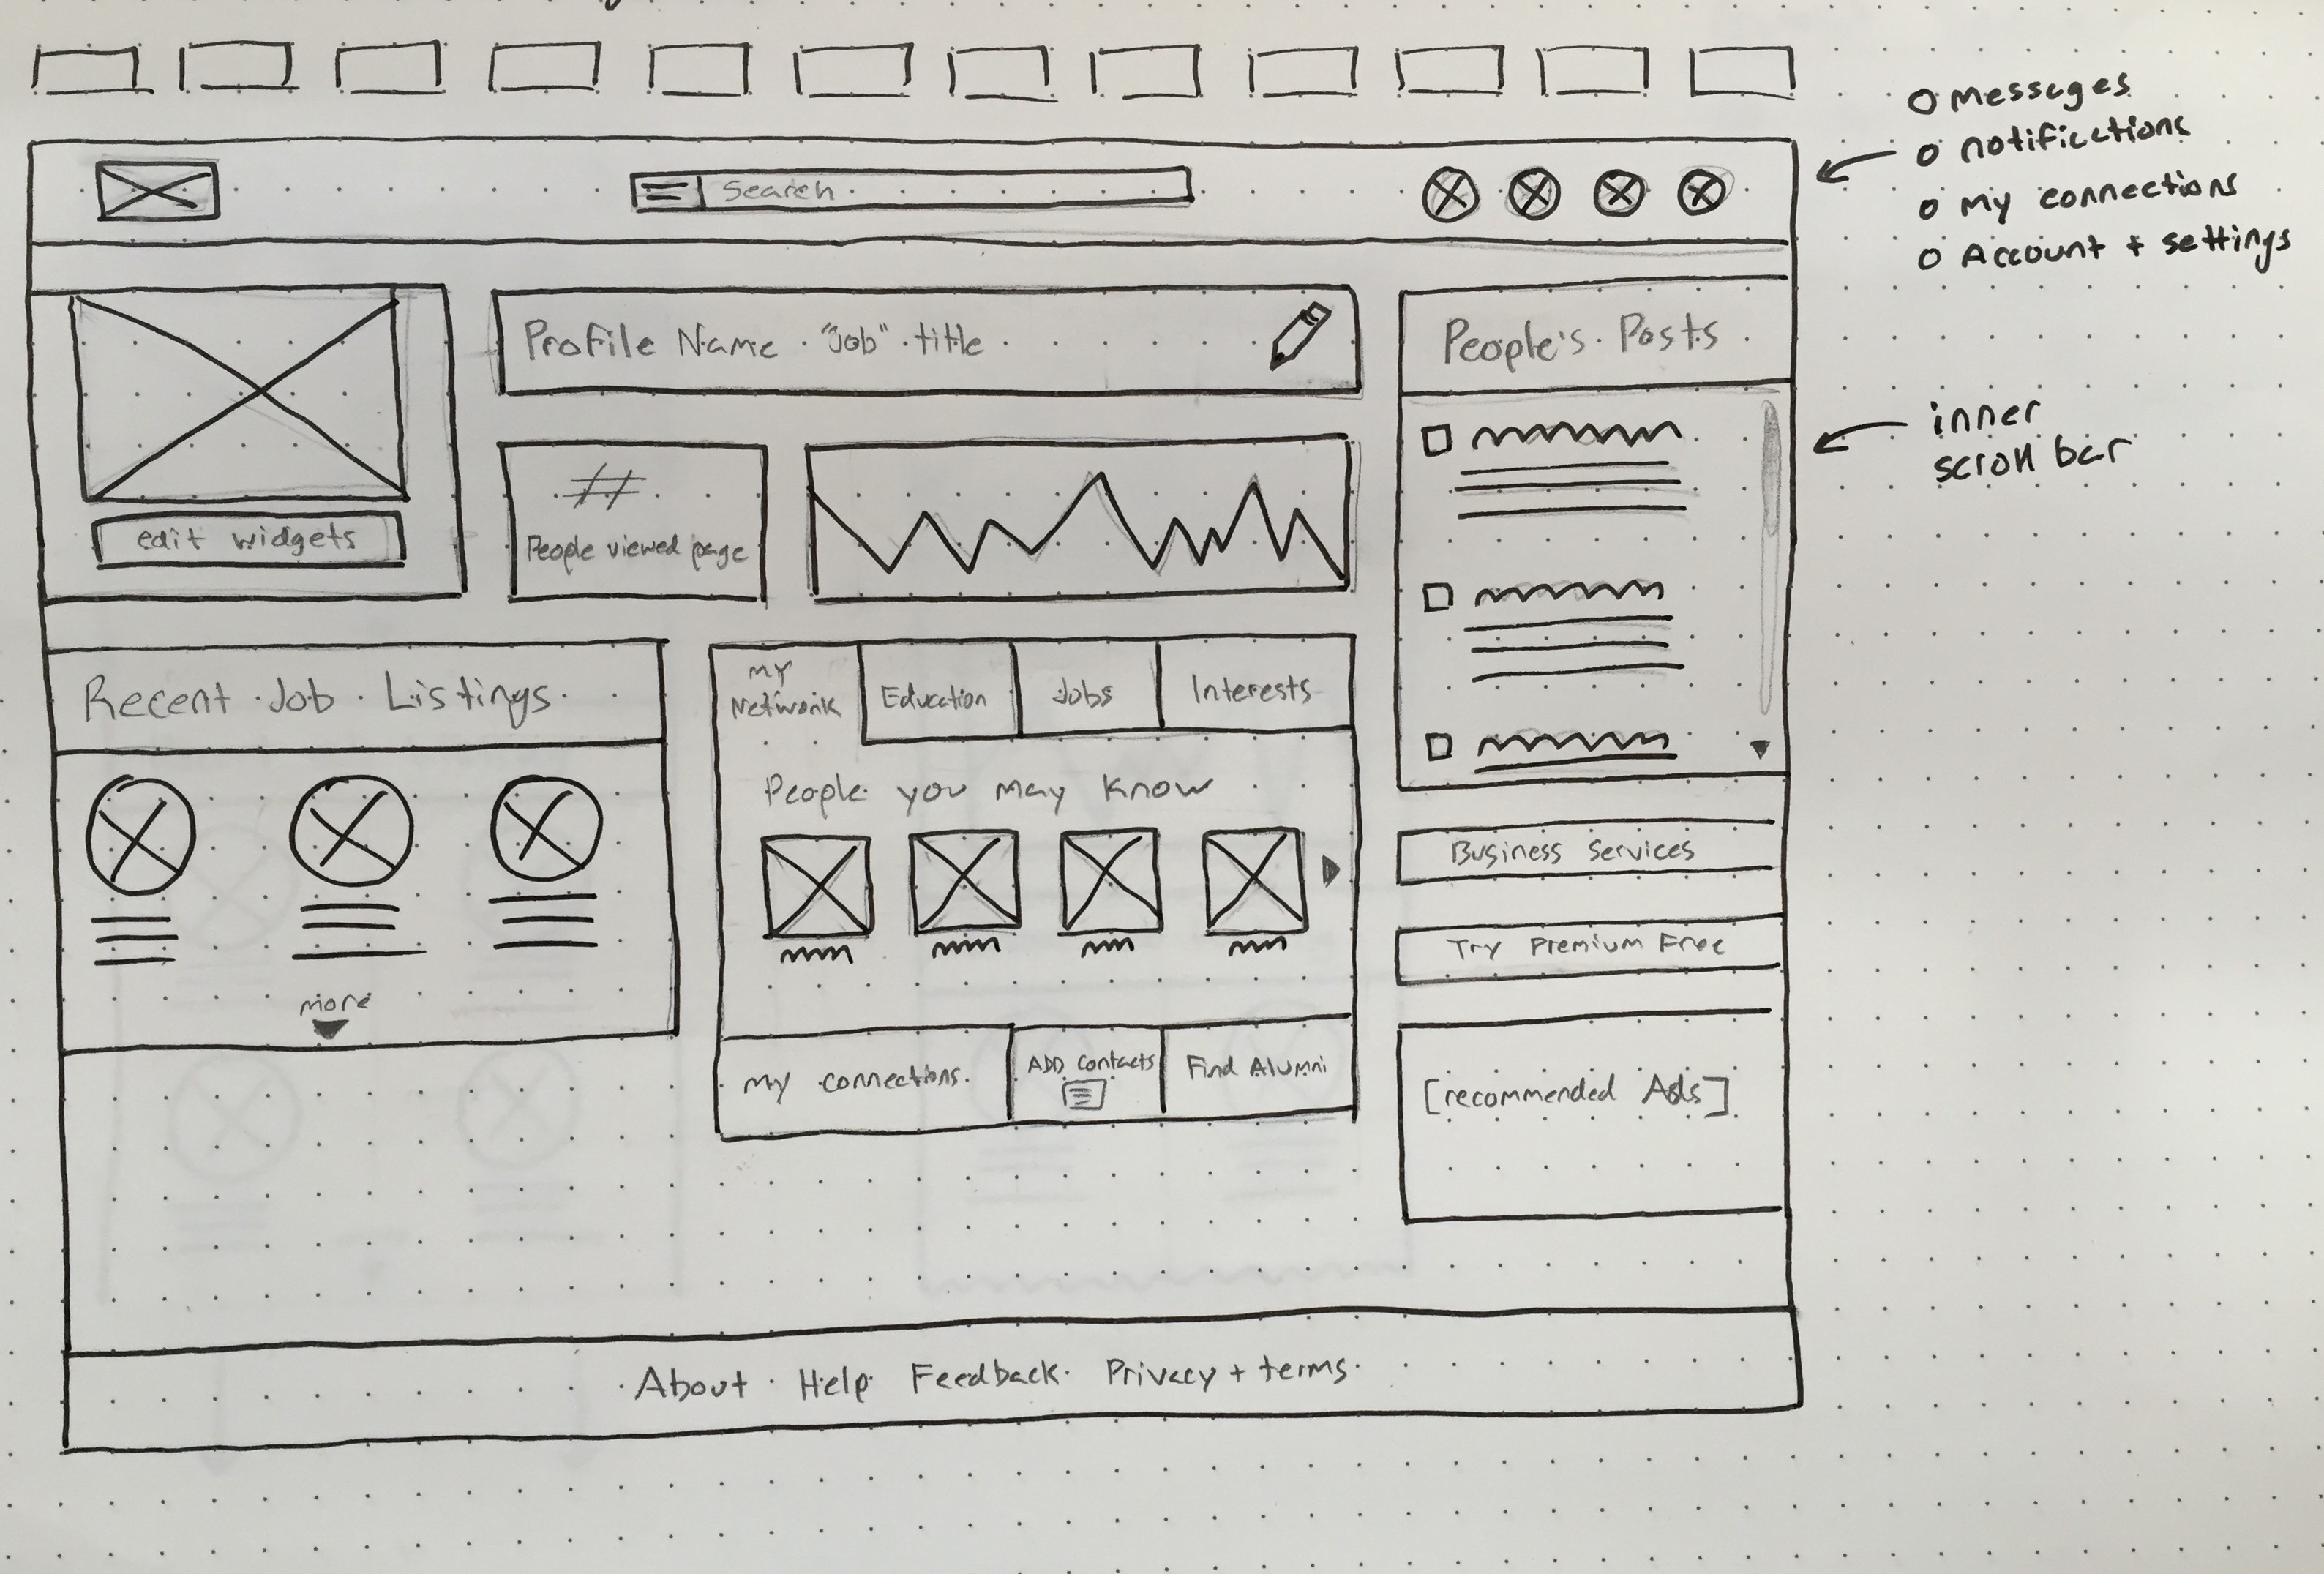 Search
o messages
o notifications
o my connections
o Account + settings
Profile Name "Job" title
People's Posts
inner
scroll bar
edit widgets
#
People viewed page
Recent Job Listings
my
Network
Education
Jobs
Interests
People you may know
more
Business Services
Try Premium Free
my connections
ADD contacts
Find Alumni
[recommended Ads]
About Help Feedback Privacy + terms